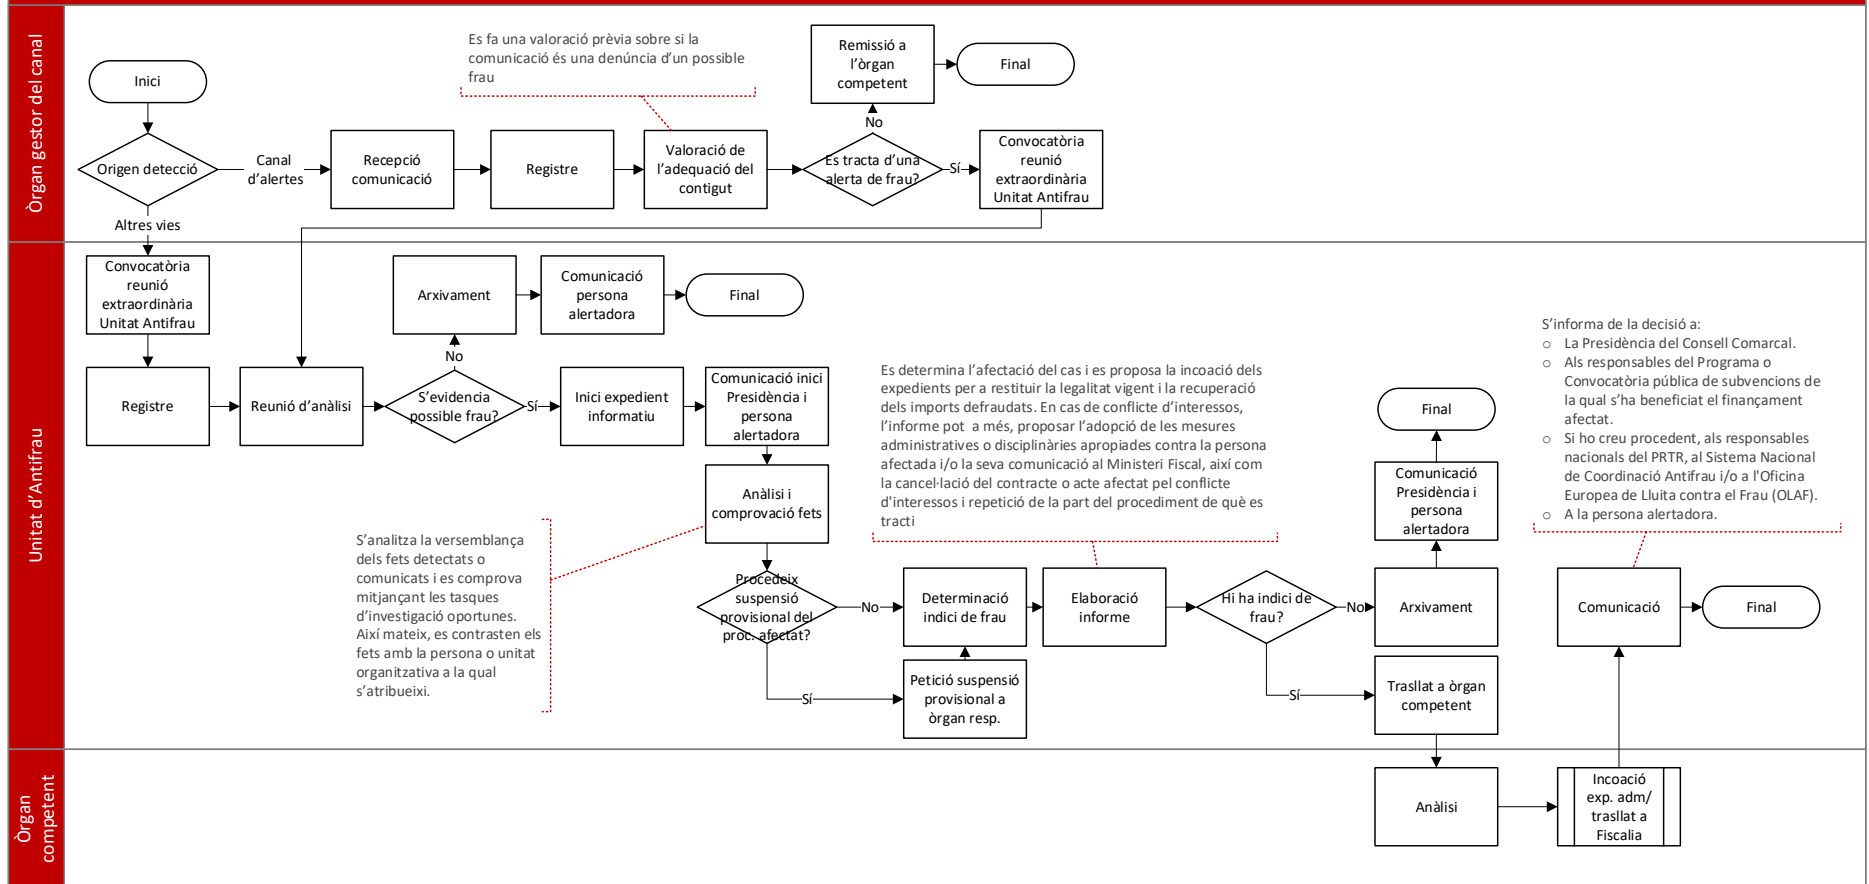 Òrgan gestor del canal
Inici
Origen detecció
Canal
d'alertes
Altres vies
Recepció
comunicació
Registre
Es fa una valoració prèvia sobre si la
comunicació és una denúncia d'un possible
frau
Valoració de
l'adequació del
contigut
Es tracta d'una
alerta de frau?
No
Remissió a
l'òrgan
competent
Final
Sí
Convocatòria
reunió
extraordinària
Unitat Antifrau
Unitat d'Antifrau
Convocatòria
reunió
extraordinària
Unitat Antifrau
Registre
Reunió d'anàlisi
S'evidencia
possible frau?
No
Arxivament
Comunicació
persona
alertadora
Final
Sí
Inici expedient
informatiu
Comunicació inici
Presidència i
persona
alertadora
Anàlisi i
comprovació fets
S'analitza la versemblança
dels fets detectats o
comunicats i es comprova
mitjançant les tasques
d'investigació oportunes.
Així mateix, es contrasten els
fets amb la persona o unitat
organitzativa a la qual
s'atribueixi.
Procedeix
suspensió
provisional del
proc. afectat?
No
Sí
Petició suspensió
provisional a
òrgan resp.
Determinació
indici de frau
Es determina l'afectació del cas i es proposa la incoació dels
expedients per a restituir la legalitat vigent i la recuperació
dels imports defraudats. En cas de conflicte d'interessos,
l'informe pot  a més, proposar l'adopció de les mesures
administratives o disciplinàries apropiades contra la persona
afectada i/o la seva comunicació al Ministeri Fiscal, així com
la cancel·lació del contracte o acte afectat pel conflicte
d'interessos i repetició de la part del procediment de què es
tracti
Elaboració
informe
Hi ha indici de
frau?
No
Arxivament
Comunicació
Presidència i
persona
alertadora
Final
Sí
Trasllat a òrgan
competent
S'informa de la decisió a:
○ La Presidència del Consell Comarcal.
○ Als responsables del Programa o
Convocatòria pública de subvencions de
la qual s'ha beneficiat el finançament
afectat.
○ Si ho creu procedent, als responsables
nacionals del PRTR, al Sistema Nacional
de Coordinació Antifrau i/o a l'Oficina
Europea de Lluita contra el Frau (OLAF).
○ A la persona alertadora.
Comunicació
Final
Òrgan
competent
Anàlisi
Incoació
exp. adm/
trasllat a
Fiscalia